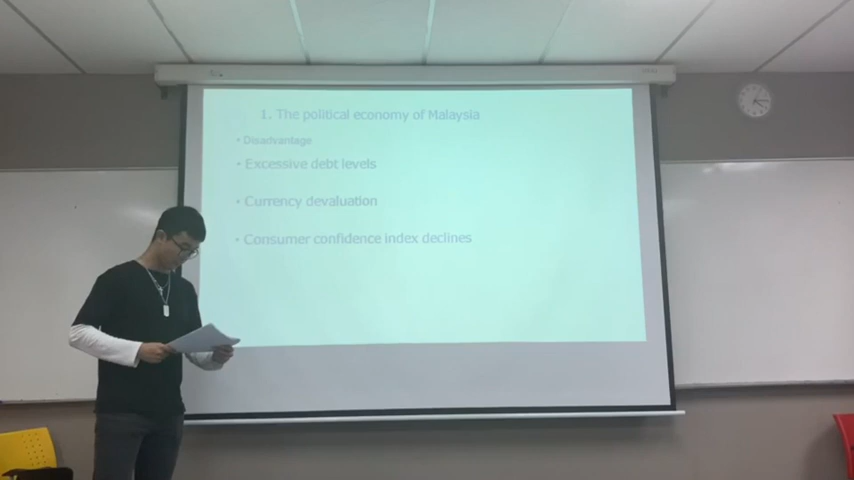 1. The political economy of Malaysia
• Disadvantage
• Excessive debt levels
• Currency devaluation
• Consumer confidence index declines